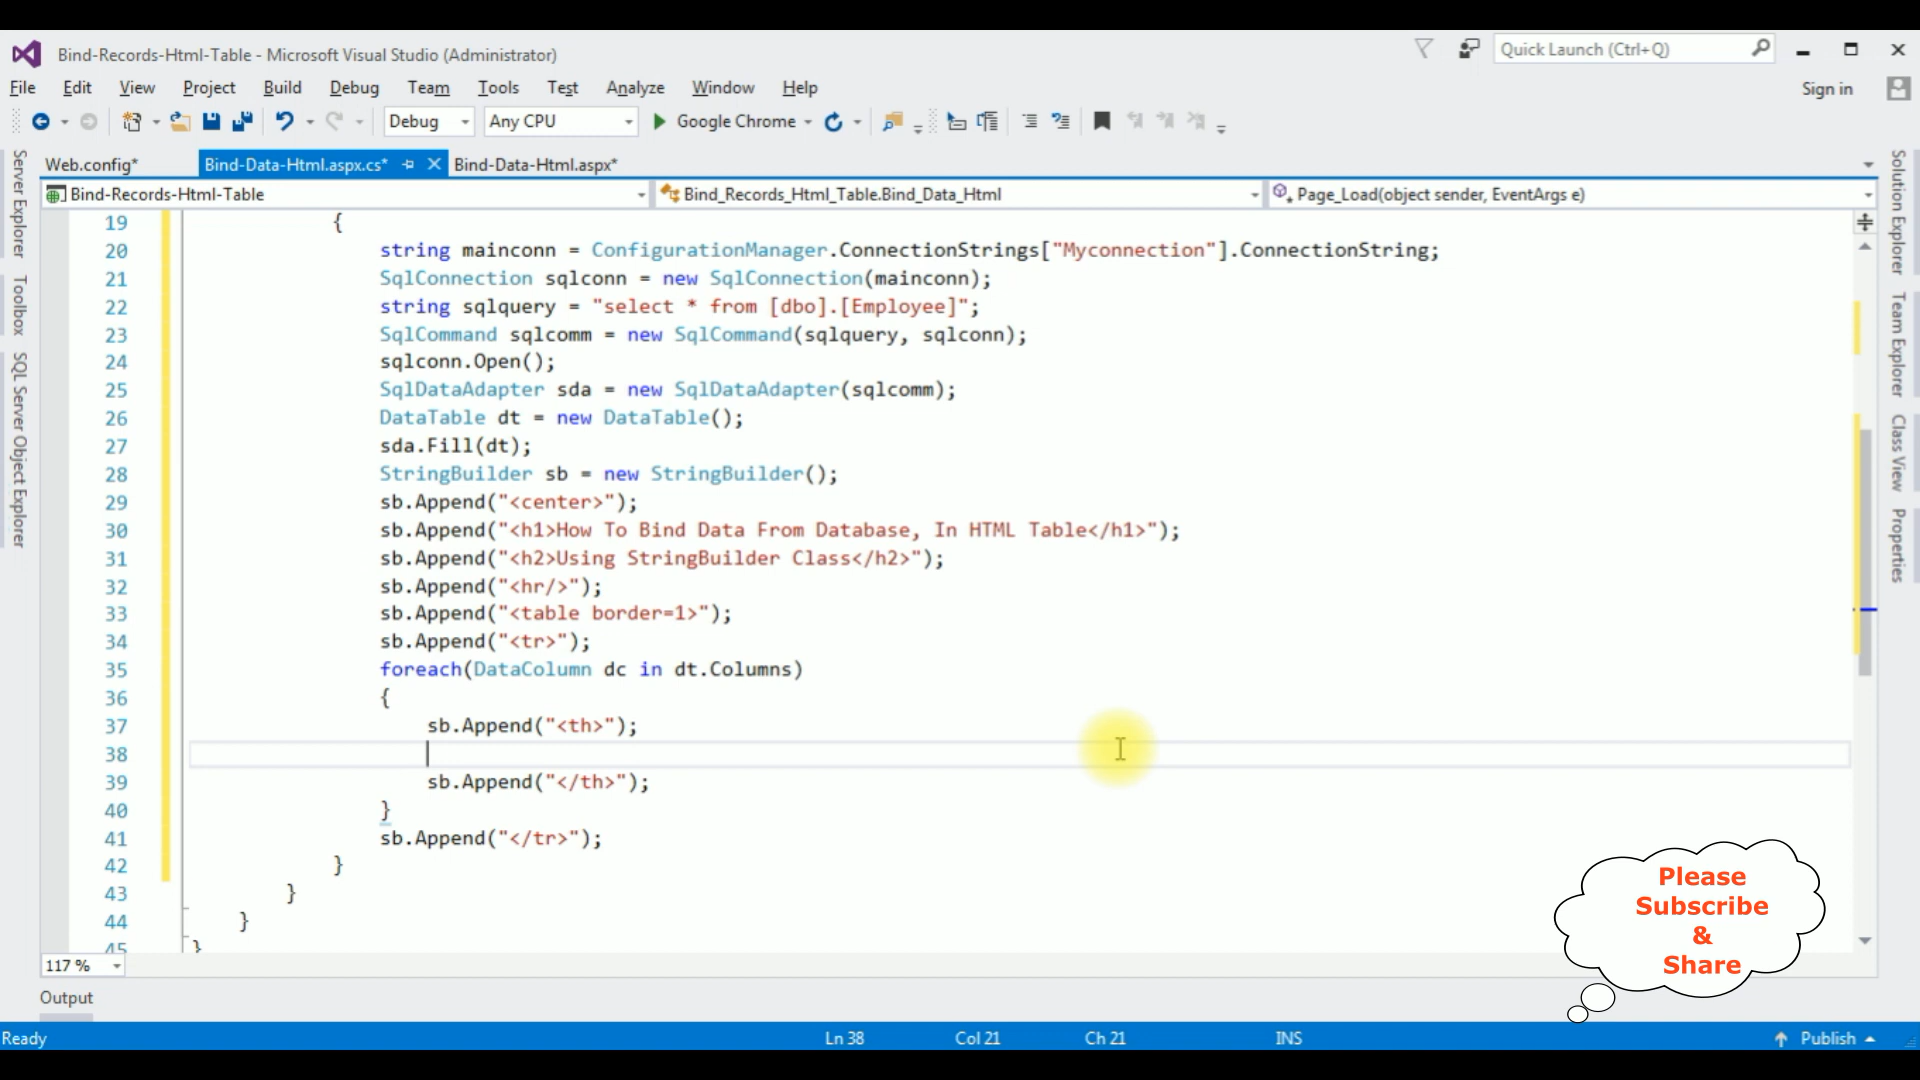 Bind-Records-Html-Table - Microsoft Visual Studio (Administrator)
Quick Launch (Ctrl+Q)
File Edit View Project Build Debug Team Tools Test Analyze Window Help
Sign in
Debug Any CPU Google Chrome
Web.config* Bind-Data-Html.aspx.cs* Bind-Data-Html.aspx*
Bind-Records-Html-Table Bind_Records_Html_Table.Bind_Data_Html Page_Load(object sender, EventArgs e)
Server Explorer
Toolbox
SQL Server Object Explorer
19 {
20 string mainconn = ConfigurationManager.ConnectionStrings["Myconnection"].ConnectionString;
21 SqlConnection sqlconn = new SqlConnection(mainconn);
22 string sqlquery = "select * from [dbo].[Employee]";
23 SqlCommand sqlcomm = new SqlCommand(sqlquery, sqlconn);
24 sqlconn.Open();
25 SqlDataAdapter sda = new SqlDataAdapter(sqlcomm);
26 DataTable dt = new DataTable();
27 sda.Fill(dt);
28 StringBuilder sb = new StringBuilder();
29 sb.Append("<center>");
30 sb.Append("<h1>How To Bind Data From Database, In HTML Table</h1>");
31 sb.Append("<h2>Using StringBuilder Class</h2>");
32 sb.Append("<hr/>");
33 sb.Append("<table border=1>");
34 sb.Append("<tr>");
35 foreach(DataColumn dc in dt.Columns)
36 {
37 sb.Append("<th>");
38
39 sb.Append("</th>");
40 }
41 sb.Append("</tr>");
42 }
43 }
44 }
45 }
Solution Explorer
Team Explorer
Class View
Properties
Please
Subscribe
&
Share
117 %
Output
Ready Ln 38 Col 21 Ch 21 INS Publish